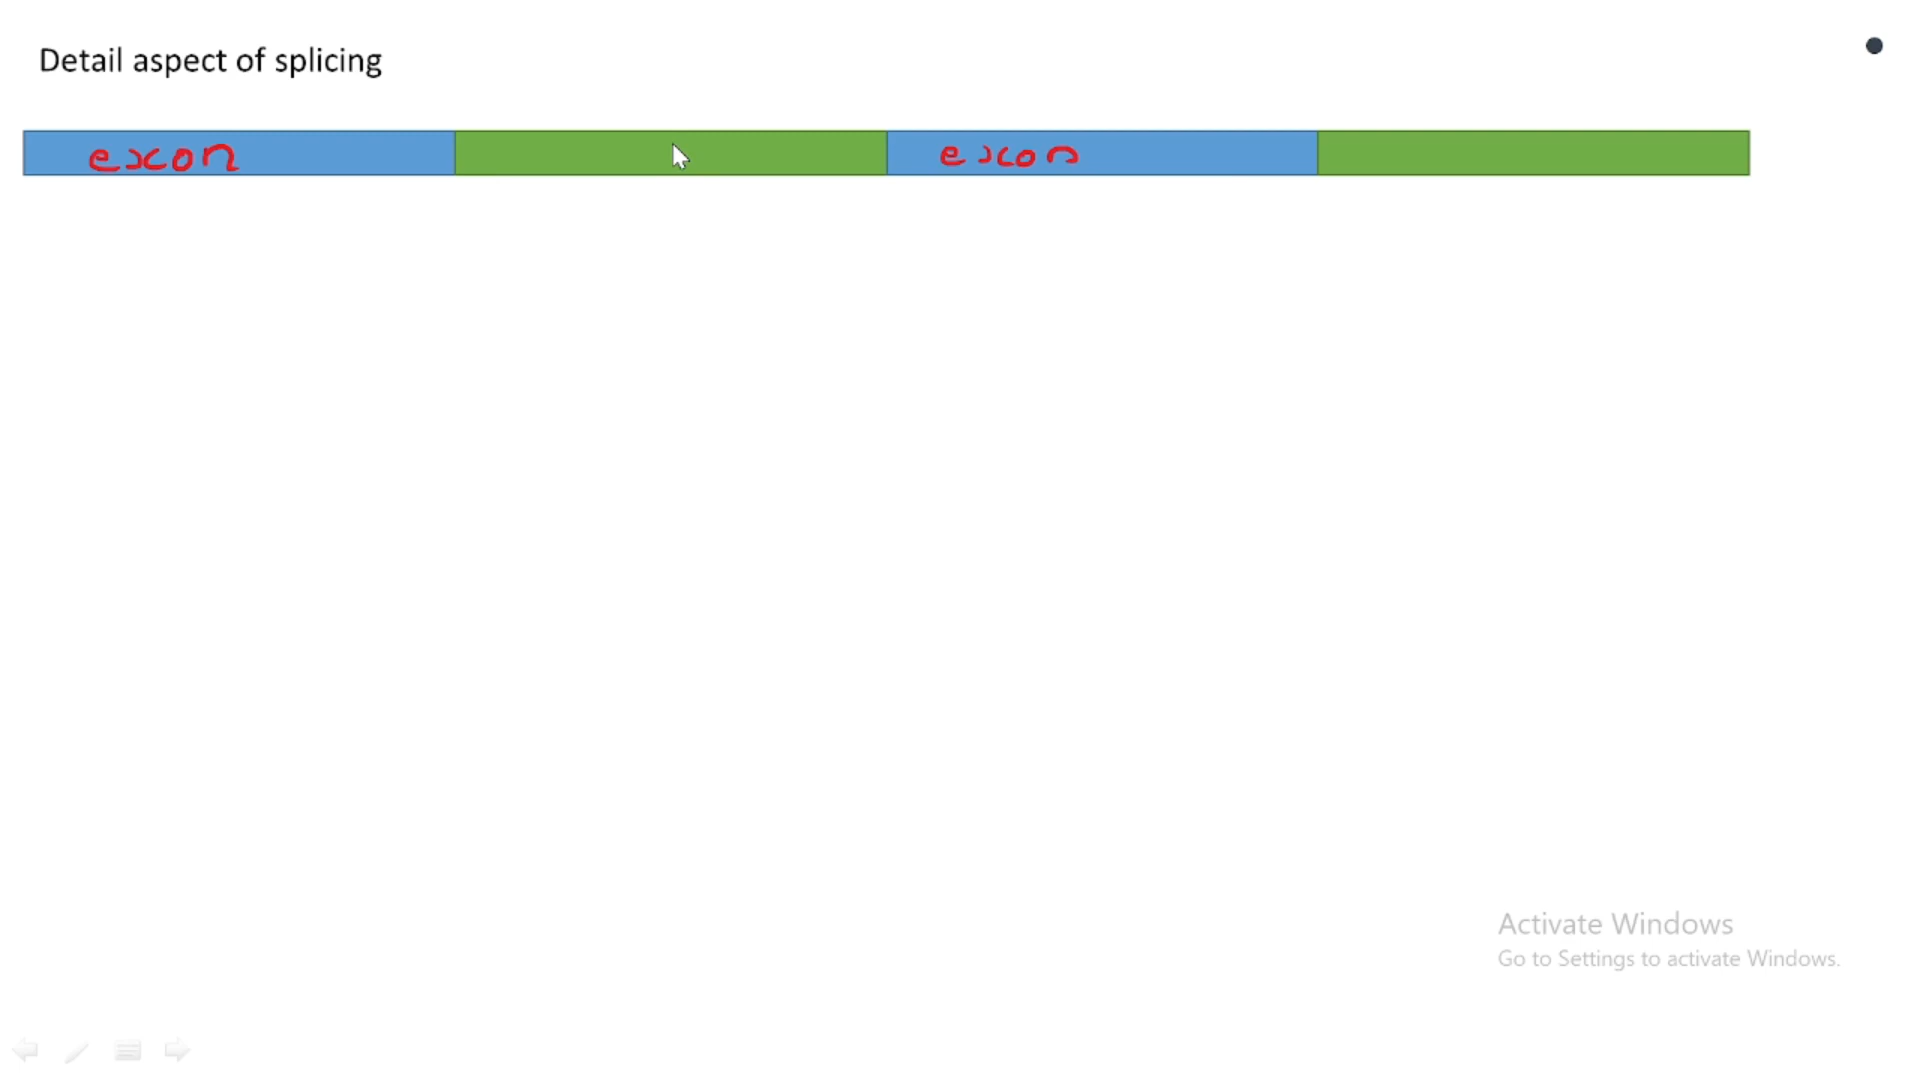 Detail aspect of splicing
exon exon
Activate Windows
Go to Settings to activate Windows.